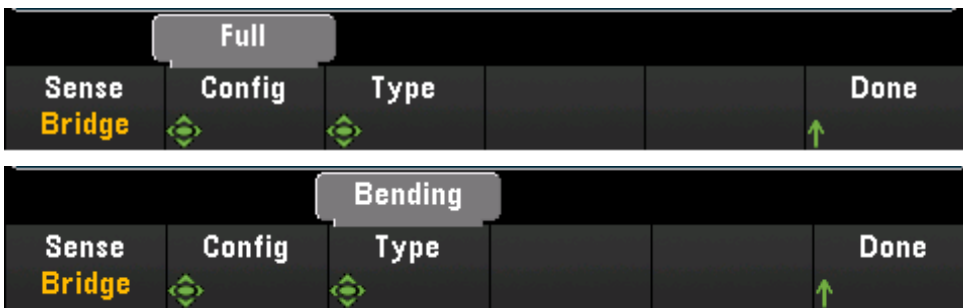 Full
Sense Config Type Done
Bridge
Bending
Sense Config Type Done
Bridge